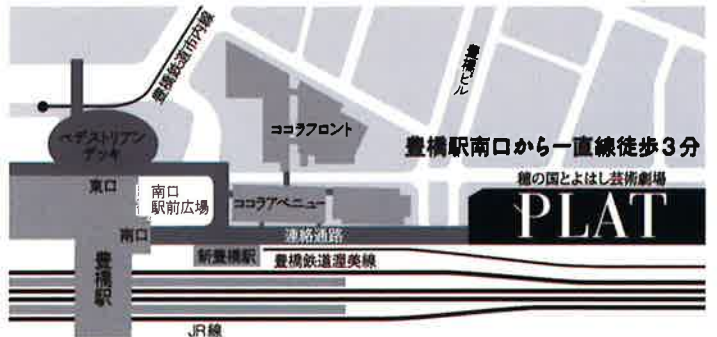 豊橋鉄道市内線
豊橋ビル
ペデストリアン
デッキ
ココラフロント
豊橋駅南口から一直線徒歩3分
穂の国とよはし芸術劇場
PLAT
東口
南口
駅前広場
ココラアベニュー
南口
連絡通路
豊橋駅
新豊橋駅
豊橋鉄道渥美線
JR線